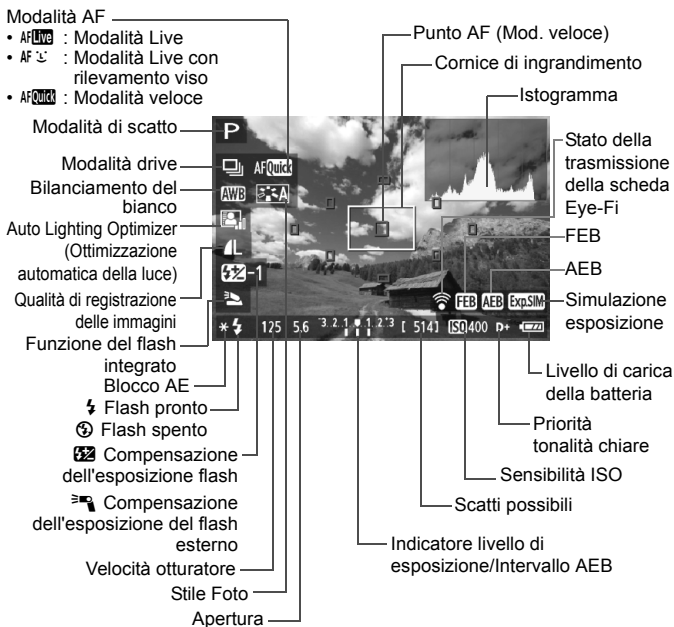 Modalità AF
• AF Live : Modalità Live
• AF : Modalità Live con
rilevamento viso
• AF Quick : Modalità veloce
Modalità di scatto
Modalità drive
Bilanciamento del
bianco
Auto Lighting Optimizer
(Ottimizzazione
automatica della luce)
Qualità di registrazione
delle immagini
Funzione del flash
integrato
Blocco AE
Flash pronto
Flash spento
Compensazione
dell'esposizione flash
Compensazione
dell'esposizione del flash
esterno
Velocità otturatore
Stile Foto
Apertura
Punto AF (Mod. veloce)
Cornice di ingrandimento
Istogramma
Stato della
trasmissione
della scheda
Eye-Fi
FEB
AEB
Simulazione
esposizione
Livello di carica
della batteria
Priorità
tonalità chiare
Sensibilità ISO
Scatti possibili
Indicatore livello di
esposizione/Intervallo AEB
P
AF Quick
AWB A
L
-1
FEB AEB Exp.SIM
* 125 5.6 -3..2..1..1..2.+3 [ 514] ISO 400 D+